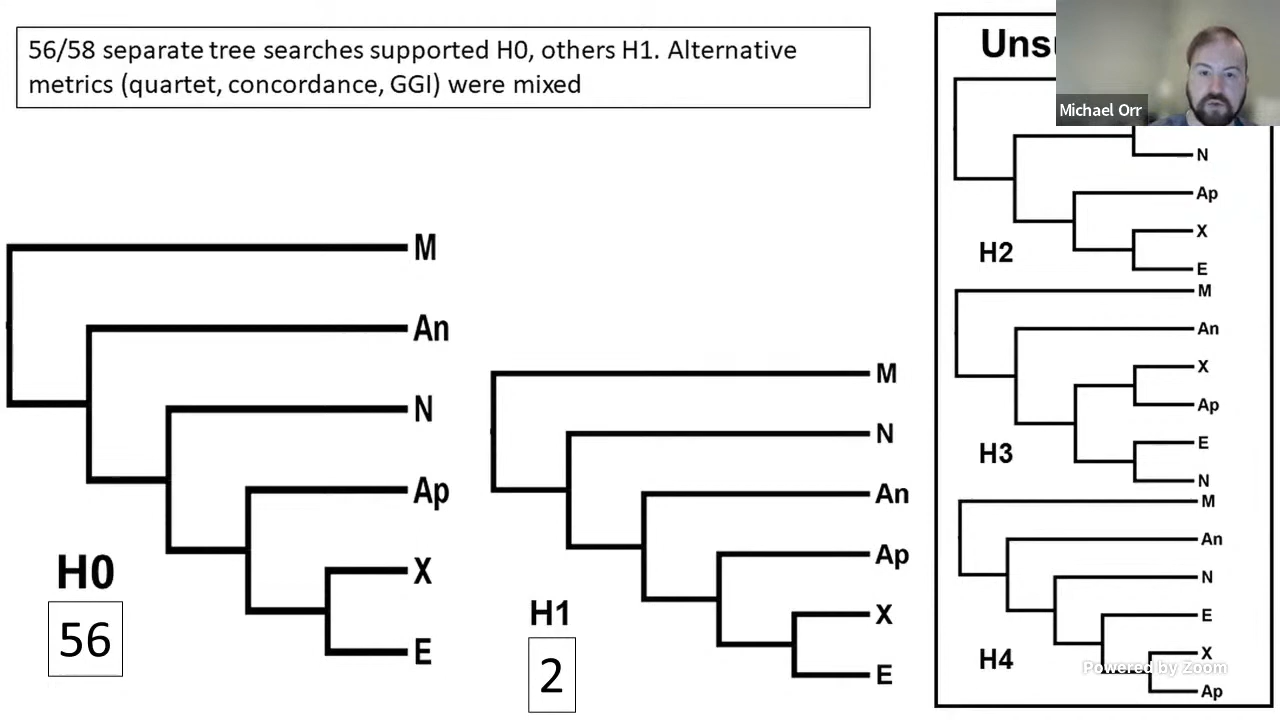 56/58 separate tree searches supported H0, others H1. Alternative
metrics (quartet, concordance, GGI) were mixed
Michael Orr
M
An
N
Ap
X
E
H0
56
M
N
An
Ap
X
E
H1
2
N
Ap
X
E
H2
M
An
X
Ap
E
N
H3
M
An
N
E
X
Ap
H4
Powered by Zoom